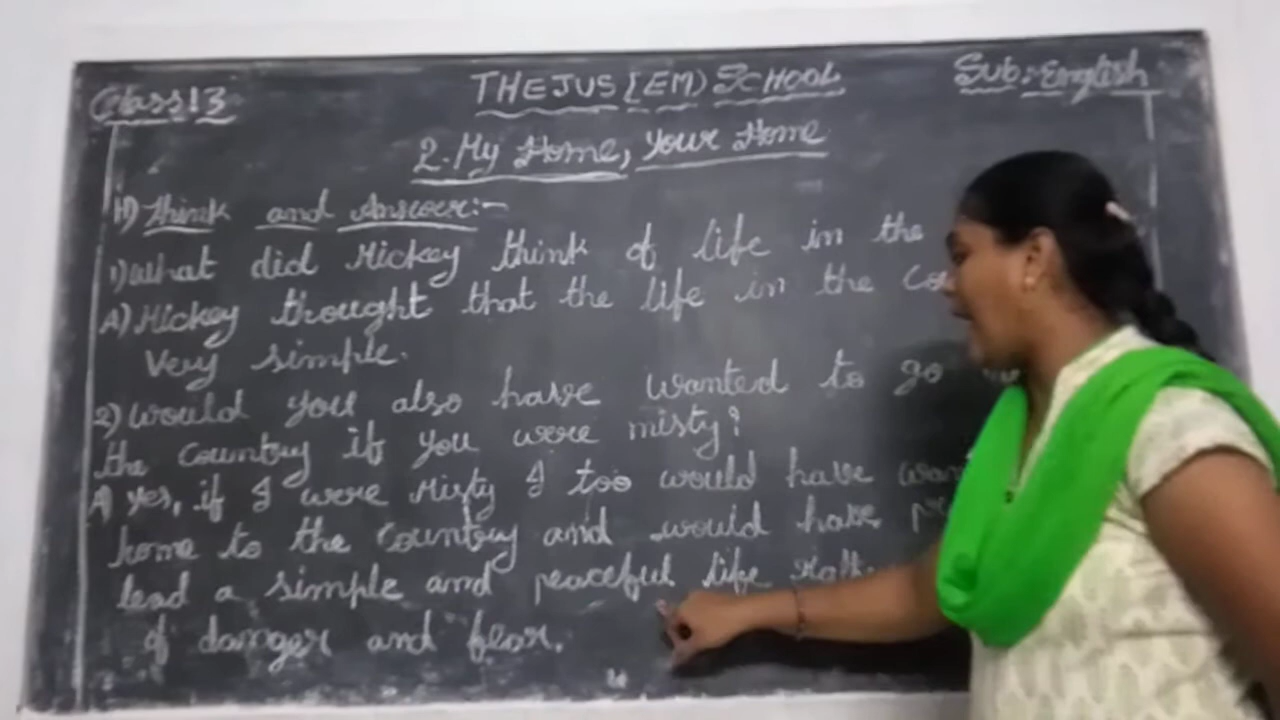 Class: 3
THEJUS (EM) SCHOOL
Sub:- English
2. My Home, Your Home
II) Think and Answer:-
1) What did Mickey think of life in the
A) Mickey thought that the life in the
very simple.
2) Would you also have wanted to go
the country if you were misty?
A) Yes, if I were Misty I too would have
home to the country and would have
lead a simple and peaceful life
of danger and fear.